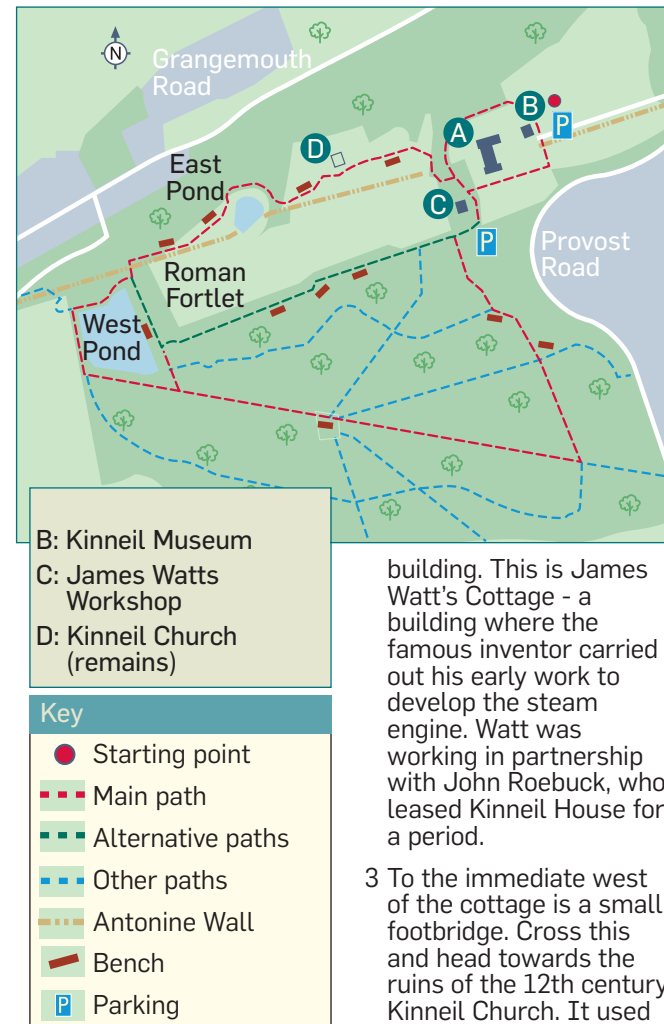 N
Grangemouth
Road
B
P
A
D
East
Pond
C
P
Provost
Road
Roman
Fortlet
West
Pond
B: Kinneil Museum
C: James Watts
Workshop
D: Kinneil Church
(remains)
Key
Starting point
Main path
Alternative paths
Other paths
Antonine Wall
Bench
P Parking
building. This is James
Watt's Cottage - a
building where the
famous inventor carried
out his early work to
develop the steam
engine. Watt was
working in partnership
with John Roebuck, who
leased Kinneil House for
a period.
3 To the immediate west
of the cottage is a small
footbridge. Cross this
and head towards the
ruins of the 12th century
Kinneil Church. It used